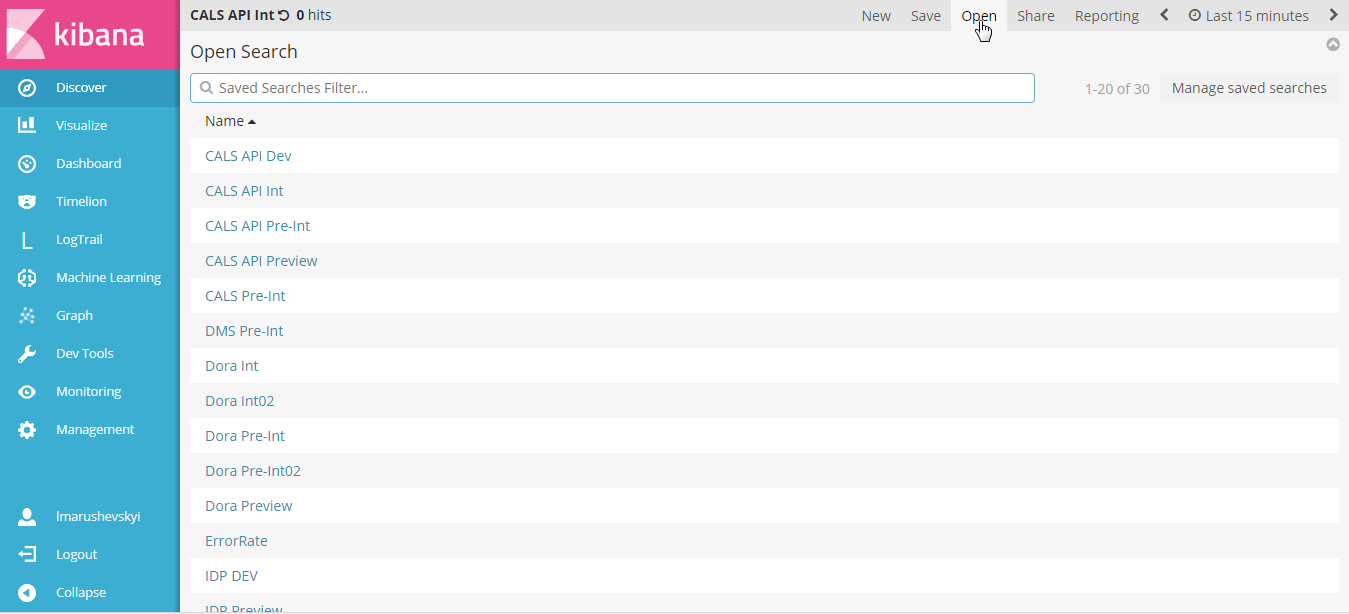 kibana
CALS API Int 0 hits
New Save Open Share Reporting Last 15 minutes
Open Search
Saved Searches Filter...
1-20 of 30
Manage saved searches
Name
CALS API Dev
CALS API Int
CALS API Pre-Int
CALS API Preview
CALS Pre-Int
DMS Pre-Int
Dora Int
Dora Int02
Dora Pre-Int
Dora Pre-Int02
Dora Preview
ErrorRate
IDP DEV
IDP Preview
Discover
Visualize
Dashboard
Timelion
LogTrail
Machine Learning
Graph
Dev Tools
Monitoring
Management
lmarushevskyi
Logout
Collapse